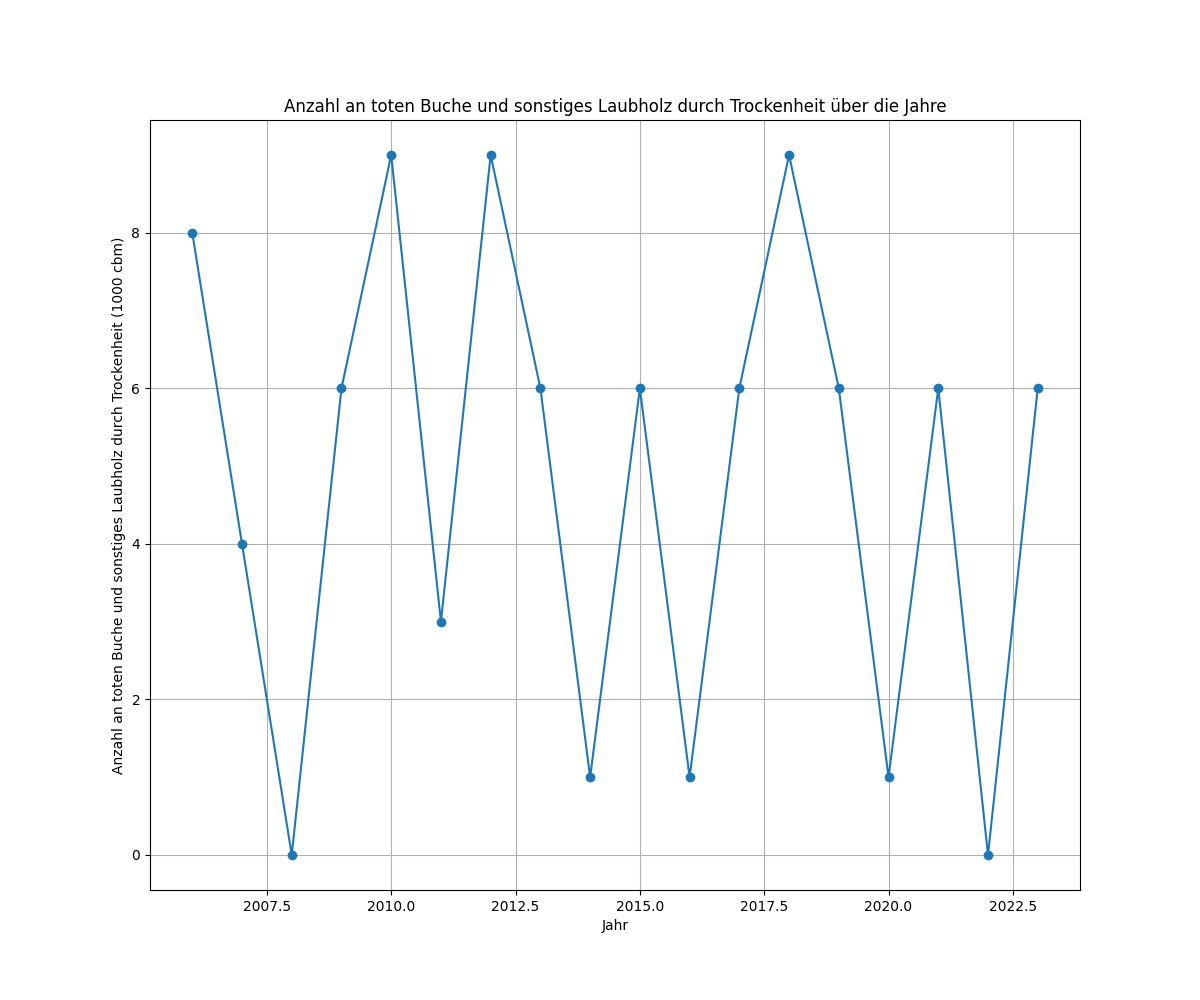 Anzahl an toten Buche und sonstiges Laubholz durch Trockenheit über die Jahre
Anzahl an toten Buche und sonstiges Laubholz durch Trockenheit (1000 cbm)
8
6
4
2
0
2007.5 2010.0 2012.5 2015.0 2017.5 2020.0 2022.5
Jahr